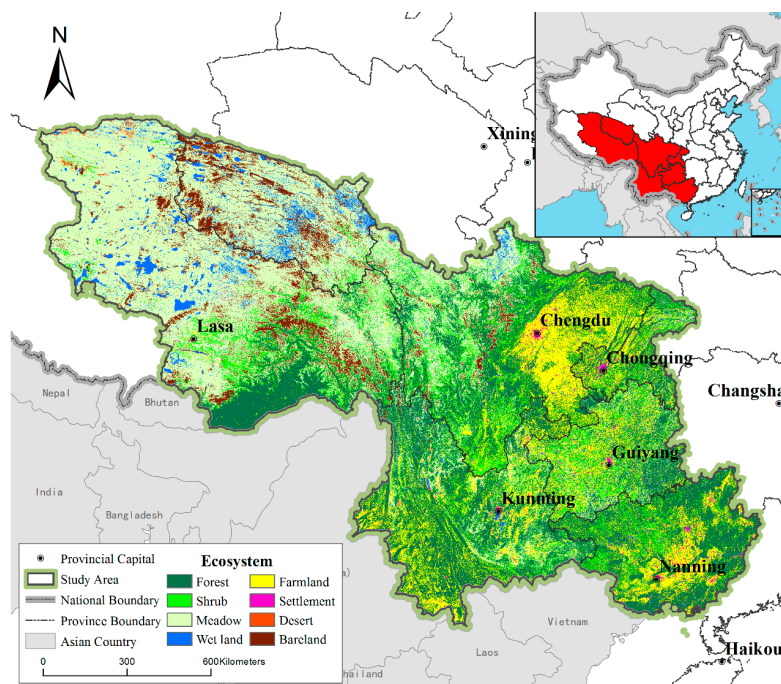 N
Xining
Lasa
Chengdu
Chongqing
Changsha
Guiyang
Kunming
Nanning
Haikou
Nepal
Bhutan
India
Bangladesh
Vietnam
Laos
Provincial Capital
Study Area
National Boundary
Province Boundary
Asian Country
Ecosystem
Forest
Shrub
Meadow
Wet land
Farmland
Settlement
Desert
Bareland
0 300 600Kilometers